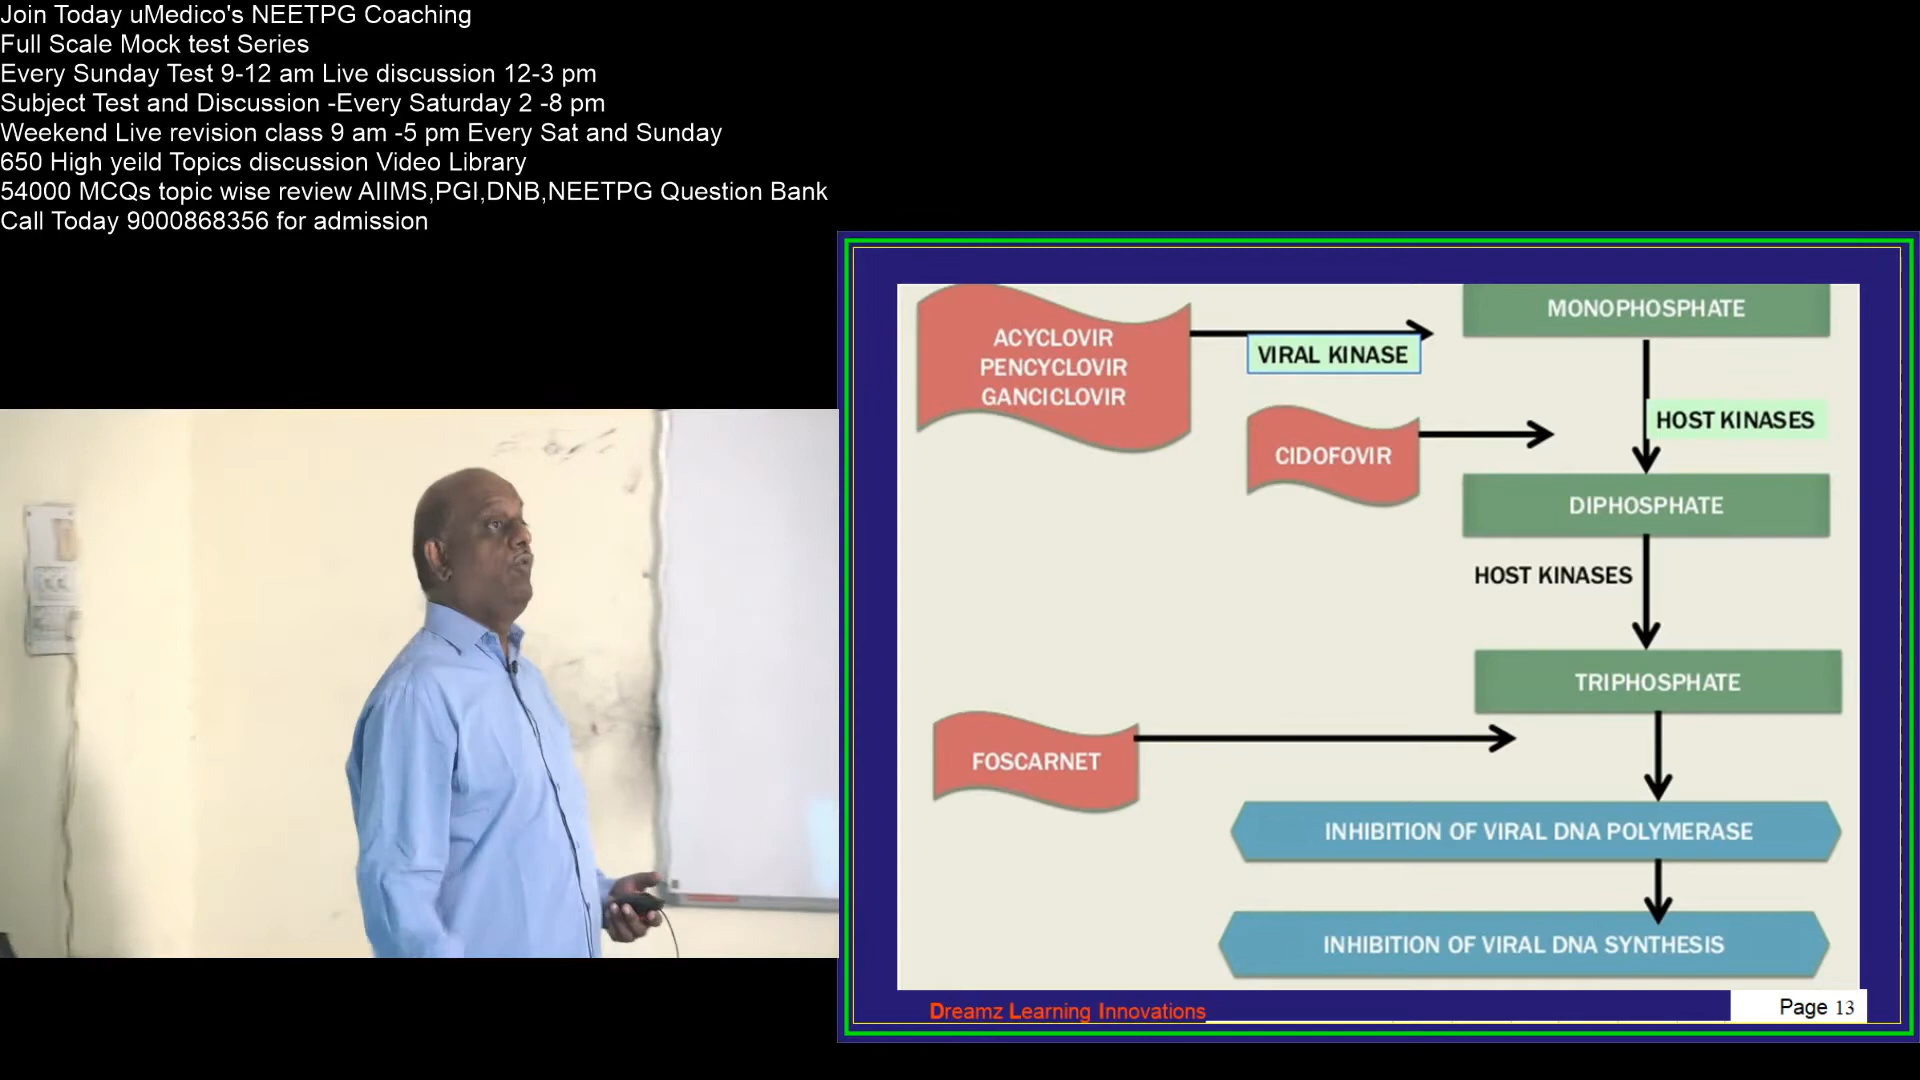 Join Today uMedico's NEETPG Coaching
Full Scale Mock test Series
Every Sunday Test 9-12 am Live discussion 12-3 pm
Subject Test and Discussion -Every Saturday 2 -8 pm
Weekend Live revision class 9 am -5 pm Every Sat and Sunday
650 High yeild Topics discussion Video Library
54000 MCQs topic wise review AIIMS,PGI,DNB,NEETPG Question Bank
Call Today 9000868356 for admission
MONOPHOSPHATE
ACYCLOVIR
PENCYCLOVIR
GANCICLOVIR
VIRAL KINASE
HOST KINASES
CIDOFOVIR
DIPHOSPHATE
HOST KINASES
TRIPHOSPHATE
FOSCARNET
INHIBITION OF VIRAL DNA POLYMERASE
INHIBITION OF VIRAL DNA SYNTHESIS
Dreamz Learning Innovations
Page 13